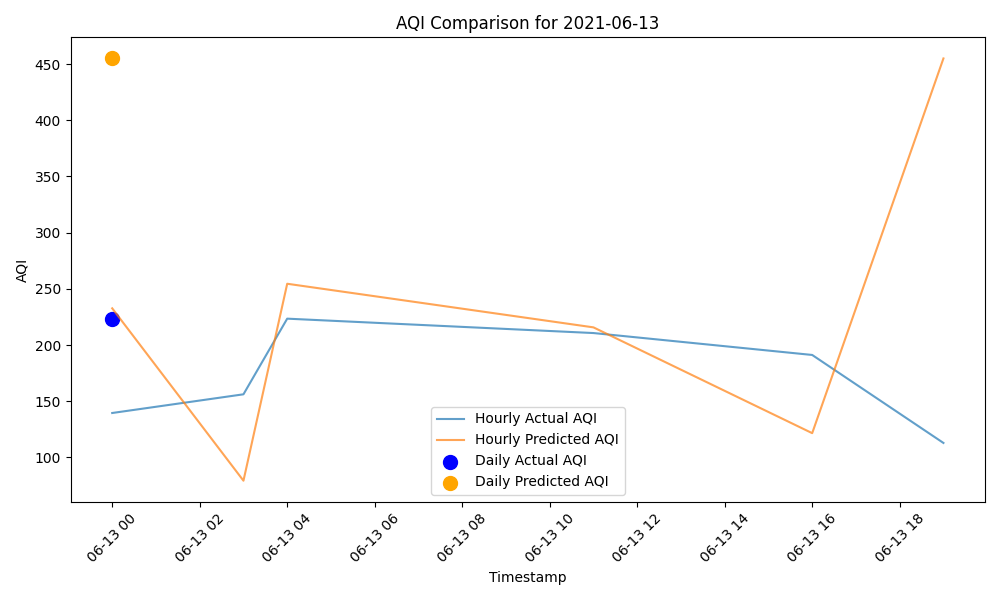 AQI Comparison for 2021-06-13
AQI
450
400
350
300
250
200
150
100
Hourly Actual AQI
Hourly Predicted AQI
Daily Actual AQI
Daily Predicted AQI
06-13 00
06-13 02
06-13 04
06-13 06
06-13 08
06-13 10
06-13 12
06-13 14
06-13 16
06-13 18
Timestamp